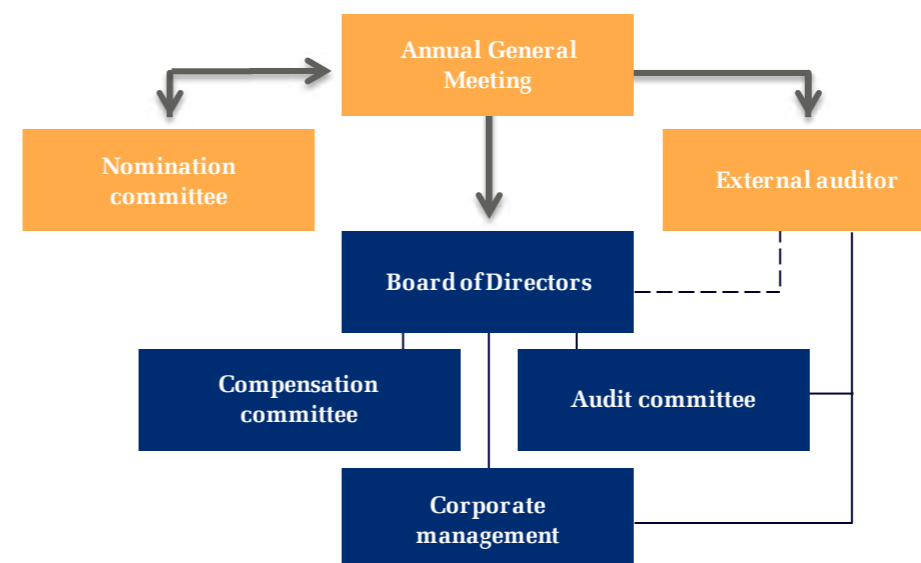 Annual General
Meeting
Nomination
committee
External auditor
Board of Directors
Compensation
committee
Audit committee
Corporate
management